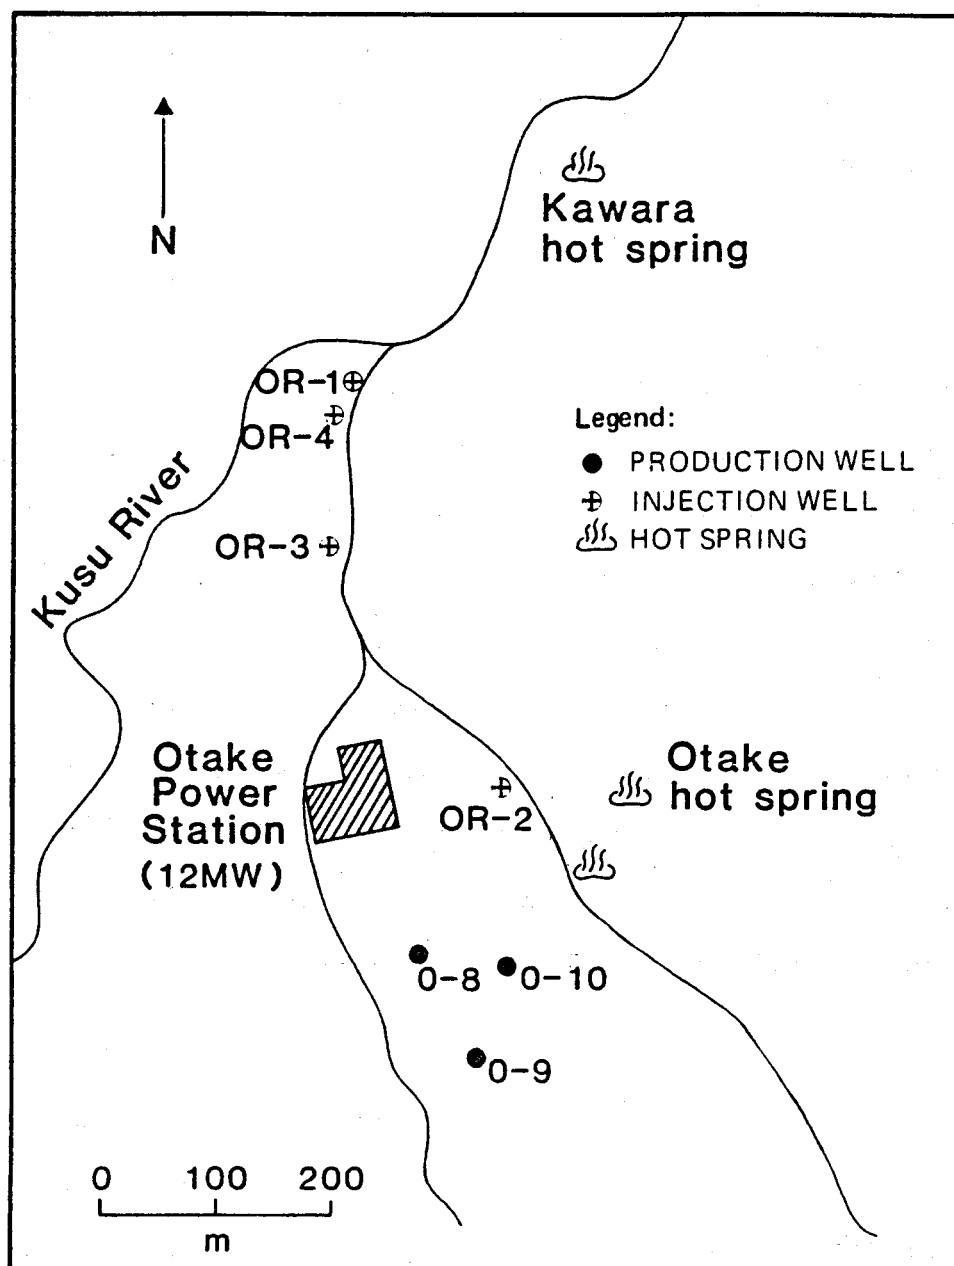 N
Kawara
hot spring
OR-1
OR-4
Kusu River
OR-3
Legend:
PRODUCTION WELL
INJECTION WELL
HOT SPRING
Otake
Power
Station
(12MW)
OR-2
Otake
hot spring
0-8
0-10
0-9
0 100 200
m